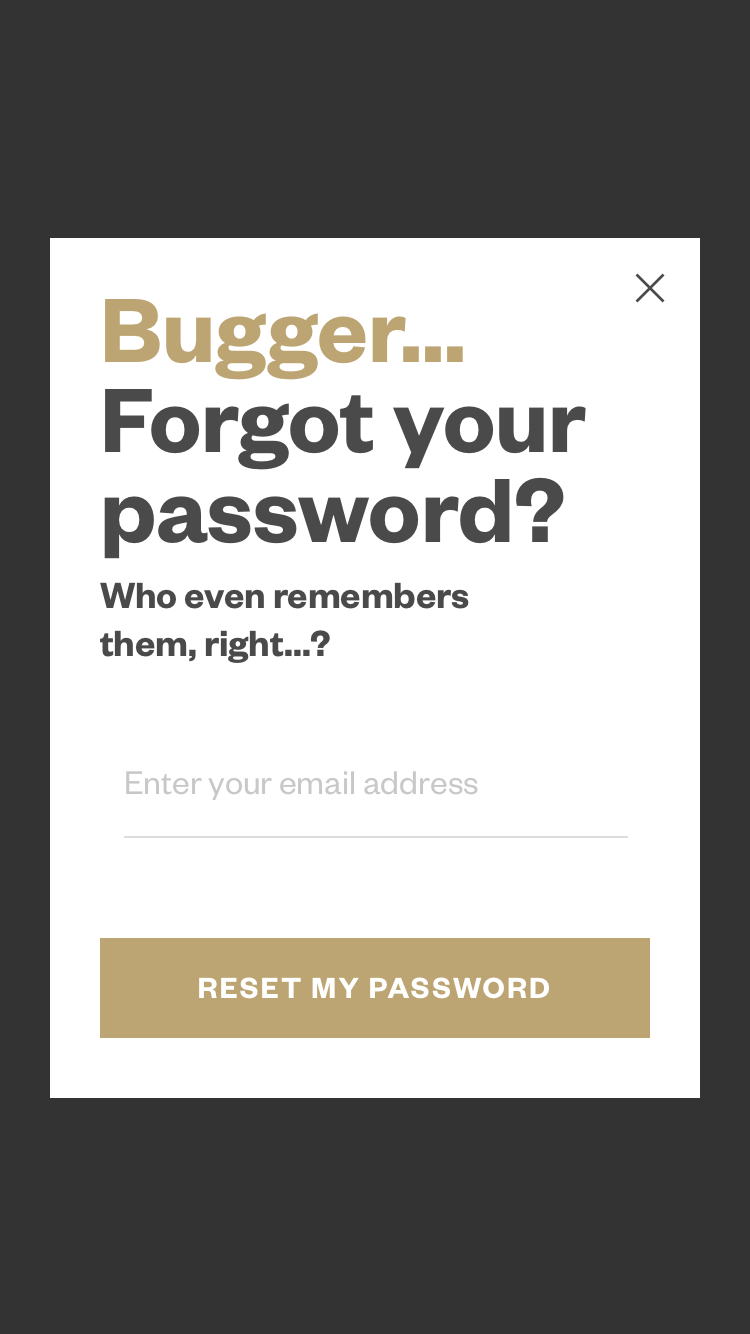 Bugger...
Forgot your
password?
Who even remembers
them, right...?
Enter your email address
RESET MY PASSWORD